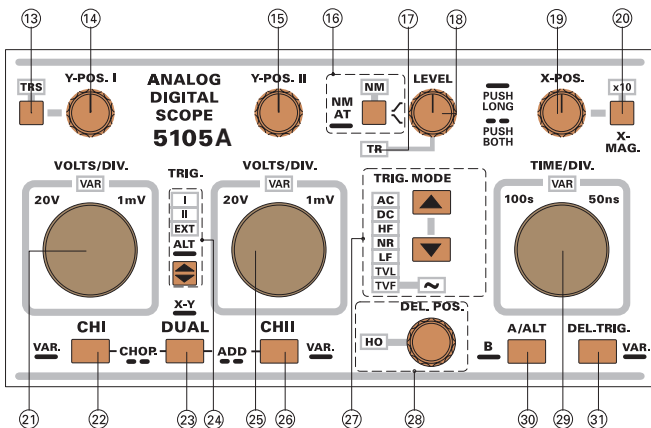 13 14 15 16 17 18 19 20
TRS
Y-POS. I
ANALOG
DIGITAL
SCOPE
5105A
Y-POS. II
NM
AT
NM
LEVEL
TR
PUSH
LONG
PUSH
BOTH
X-POS.
x10
X-
MAG.
VOLTS/DIV.
VAR
20V 1mV
TRIG.
I
II
EXT
ALT
VOLTS/DIV.
VAR
20V 1mV
TRIG. MODE
AC
DC
HF
NR
LF
TVL
TVF
~
TIME/DIV.
VAR
100s 50ns
X-Y
CHI
DUAL
CHII
VAR.
CHOP.
ADD
VAR.
DEL. POS.
HO
A/ALT
B
DEL.TRIG.
VAR.
21 22 23 24 25 26 27 28 30 29 31